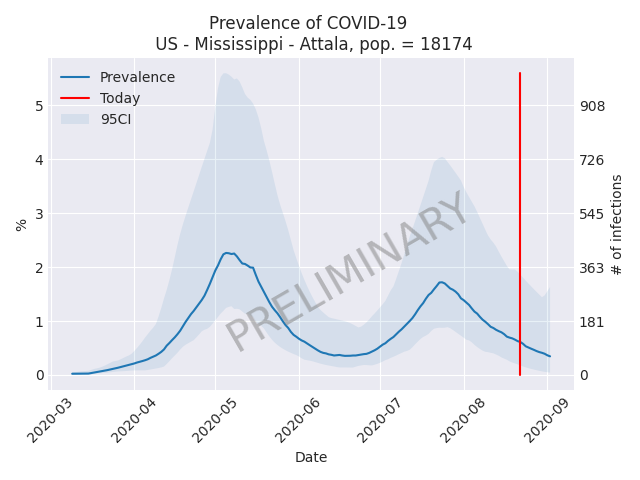 Prevalence of COVID-19
US - Mississippi - Attala, pop. = 18174
Prevalence
Today
95CI
5
4
3
2
1
0
%
908
726
545
363
181
0
# of infections
PRELIMINARY
2020-03
2020-04
2020-05
2020-06
2020-07
2020-08
2020-09
Date